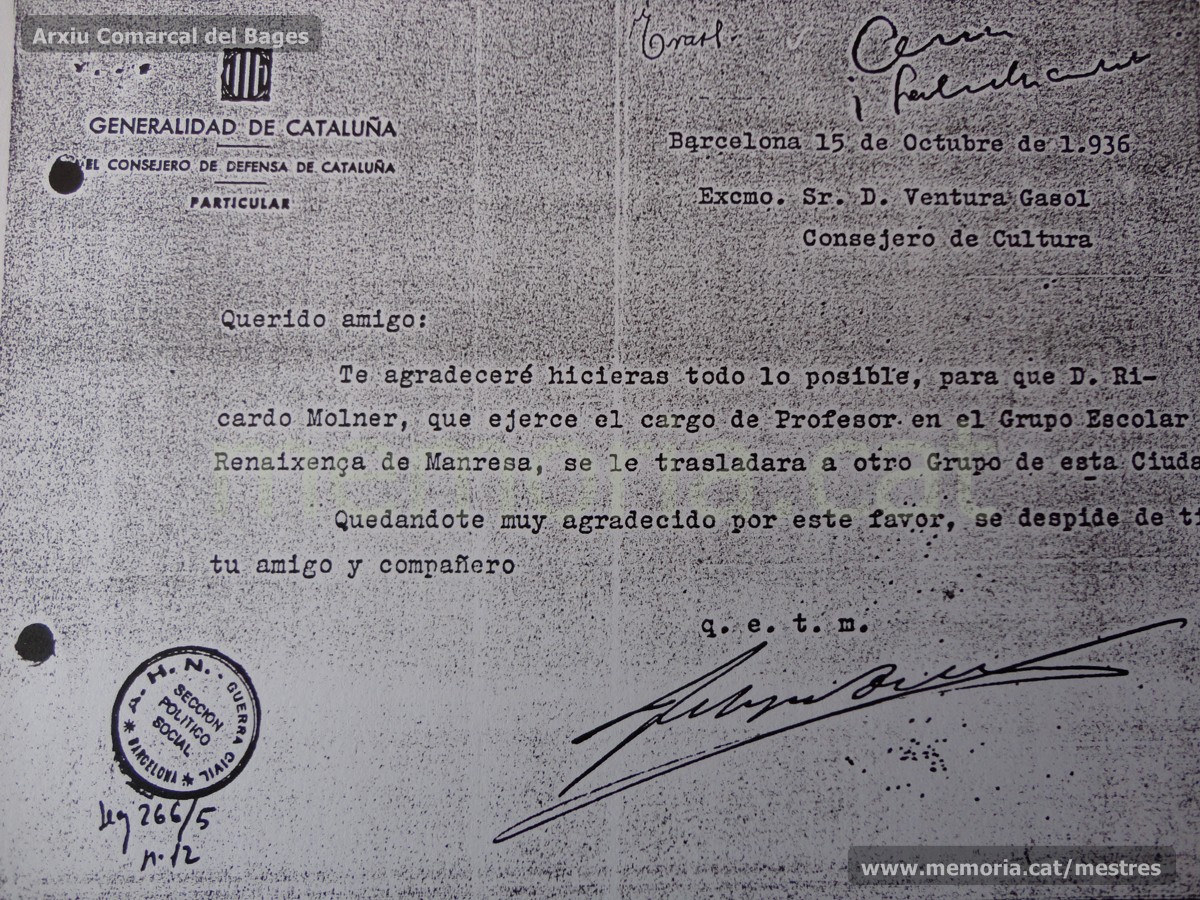 Arxiu Comarcal del Bages
GENERALIDAD DE CATALUÑA
EL CONSEJERO DE DEFENSA DE CATALUÑA
PARTICULAR
Barcelona 15 de Octubre de 1.936
Excmo. Sr. D. Ventura Gasol
Consejero de Cultura
Querido amigo:
Te agradeceré hicieras todo lo posible, para que D. Ri-
cardo Molner, que ejerce el cargo de Profesor en el Grupo Escolar
Renaixença de Manresa, se le trasladara a otro Grupo de esta Ciuda
Quedandote muy agradecido por este favor, se despide de ti
tu amigo y compañero
q. e. t. m.
A.H.N.- GUERRA CIVIL
SECCION
POLITICO
SOCIAL
* BARCELONA *
Leg 266/5
n. 12
memoria.cat
www.memoria.cat/mestres